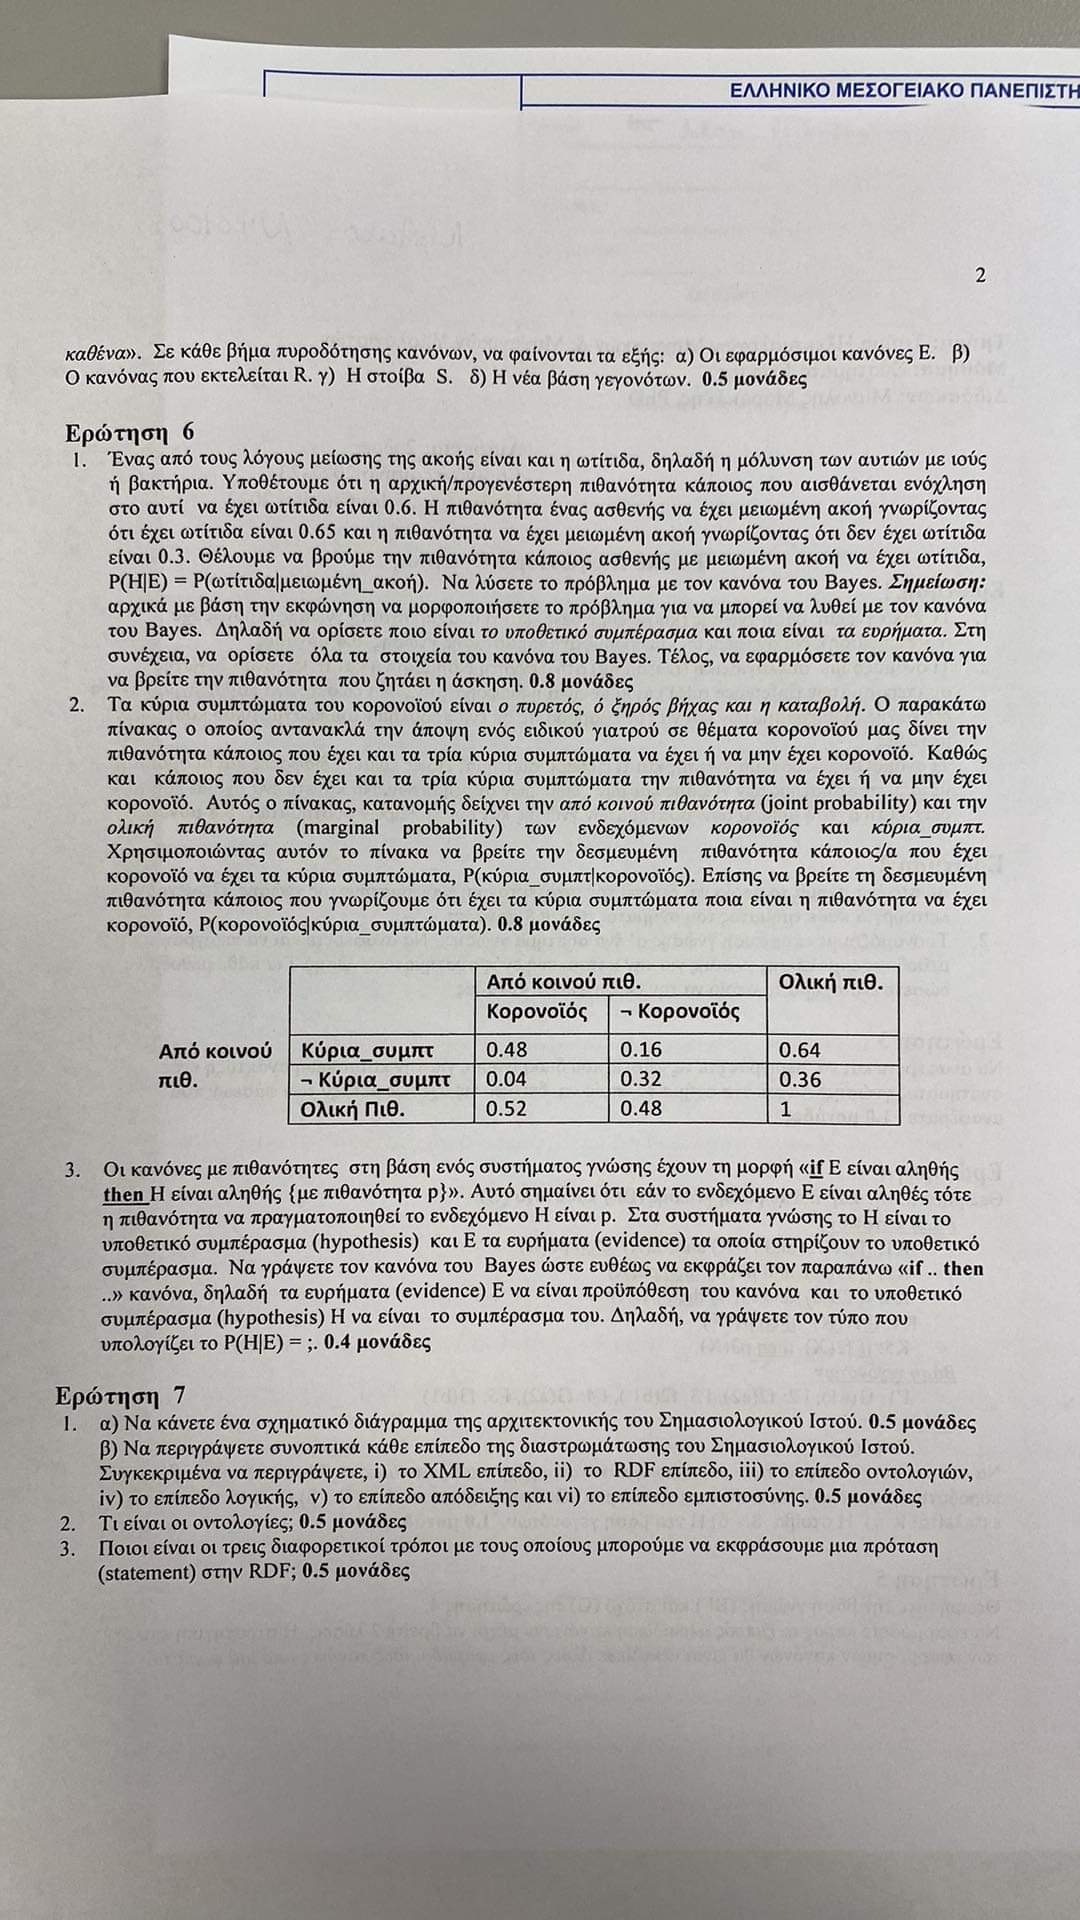 ΕΛΛΗΝΙΚΟ ΜΕΣΟΓΕΙΑΚΟ ΠΑΝΕΠΙΣΤΗ
2
καθένα». Σε κάθε βήμα πυροδότησης κανόνων, να φαίνονται τα εξής: α) Οι εφαρμόσιμοι κανόνες Ε. β)
Ο κανόνας που εκτελείται R. γ) Η στοίβα S. δ) Η νέα βάση γεγονότων. 0.5 μονάδες
Ερώτηση 6
1. Ένας από τους λόγους μείωσης της ακοής είναι και η ωτίτιδα, δηλαδή η μόλυνση των αυτιών με ιούς
ή βακτήρια. Υποθέτουμε ότι η αρχική/προγενέστερη πιθανότητα κάποιος που αισθάνεται ενόχληση
στο αυτί να έχει ωτίτιδα είναι 0.6. Η πιθανότητα ένας ασθενής να έχει μειωμένη ακοή γνωρίζοντας
ότι έχει ωτίτιδα είναι 0.65 και η πιθανότητα να έχει μειωμένη ακοή γνωρίζοντας ότι δεν έχει ωτίτιδα
είναι 0.3. Θέλουμε να βρούμε την πιθανότητα κάποιος ασθενής με μειωμένη ακοή να έχει ωτίτιδα,
P(H|E) = P(ωτίτιδα|μειωμένη_ακοή). Να λύσετε το πρόβλημα με τον κανόνα του Bayes. Σημείωση:
αρχικά με βάση την εκφώνηση να μορφοποιήσετε το πρόβλημα για να μπορεί να λυθεί με τον κανόνα
του Bayes. Δηλαδή να ορίσετε ποιο είναι το υποθετικό συμπέρασμα και ποια είναι τα ευρήματα. Στη
συνέχεια, να ορίσετε όλα τα στοιχεία του κανόνα του Bayes. Τέλος, να εφαρμόσετε τον κανόνα για
να βρείτε την πιθανότητα που ζητάει η άσκηση. 0.8 μονάδες
2. Τα κύρια συμπτώματα του κορονοϊού είναι ο πυρετός, ό ξηρός βήχας και η καταβολή. Ο παρακάτω
πίνακας ο οποίος αντανακλά την άποψη ενός ειδικού γιατρού σε θέματα κορονοϊού μας δίνει την
πιθανότητα κάποιος που έχει και τα τρία κύρια συμπτώματα να έχει ή να μην έχει κορονοϊό. Καθώς
και κάποιος που δεν έχει και τα τρία κύρια συμπτώματα την πιθανότητα να έχει ή να μην έχει
κορονοϊό. Αυτός ο πίνακας, κατανομής δείχνει την από κοινού πιθανότητα (joint probability) και την
ολική πιθανότητα (marginal probability) των ενδεχόμενων κορονοϊός και κύρια_συμπτ.
Χρησιμοποιώντας αυτόν το πίνακα να βρείτε την δεσμευμένη πιθανότητα κάποιος/α που έχει
κορονοϊό να έχει τα κύρια συμπτώματα, P(κύρια_συμπτ|κορονοϊός). Επίσης να βρείτε τη δεσμευμένη
πιθανότητα κάποιος που γνωρίζουμε ότι έχει τα κύρια συμπτώματα ποια είναι η πιθανότητα να έχει
κορονοϊό, P(κορονοϊός|κύρια_συμπτώματα). 0.8 μονάδες
Από κοινού πιθ. Ολική πιθ.
Κορονοϊός ¬ Κορονοϊός
Από κοινού Κύρια_συμπτ 0.48 0.16 0.64
πιθ. ¬ Κύρια_συμπτ 0.04 0.32 0.36
Ολική Πιθ. 0.52 0.48 1
3. Οι κανόνες με πιθανότητες στη βάση ενός συστήματος γνώσης έχουν τη μορφή «if Ε είναι αληθής
then Η είναι αληθής {με πιθανότητα p}». Αυτό σημαίνει ότι εάν το ενδεχόμενο Ε είναι αληθές τότε
η πιθανότητα να πραγματοποιηθεί το ενδεχόμενο Η είναι p. Στα συστήματα γνώσης το Η είναι το
υποθετικό συμπέρασμα (hypothesis) και Ε τα ευρήματα (evidence) τα οποία στηρίζουν το υποθετικό
συμπέρασμα. Να γράψετε τον κανόνα του Bayes ώστε ευθέως να εκφράζει τον παραπάνω «if .. then
..» κανόνα, δηλαδή τα ευρήματα (evidence) Ε να είναι προϋπόθεση του κανόνα και το υποθετικό
συμπέρασμα (hypothesis) Η να είναι το συμπέρασμα του. Δηλαδή, να γράψετε τον τύπο που
υπολογίζει το P(H|E) = ;. 0.4 μονάδες
Ερώτηση 7
1. α) Να κάνετε ένα σχηματικό διάγραμμα της αρχιτεκτονικής του Σημασιολογικού Ιστού. 0.5 μονάδες
β) Να περιγράψετε συνοπτικά κάθε επίπεδο της διαστρωμάτωσης του Σημασιολογικού Ιστού.
Συγκεκριμένα να περιγράψετε, i) το XML επίπεδο, ii) το RDF επίπεδο, iii) το επίπεδο οντολογιών,
iv) το επίπεδο λογικής, v) το επίπεδο απόδειξης και vi) το επίπεδο εμπιστοσύνης. 0.5 μονάδες
2. Τι είναι οι οντολογίες; 0.5 μονάδες
3. Ποιοι είναι οι τρεις διαφορετικοί τρόποι με τους οποίους μπορούμε να εκφράσουμε μια πρόταση
(statement) στην RDF; 0.5 μονάδες